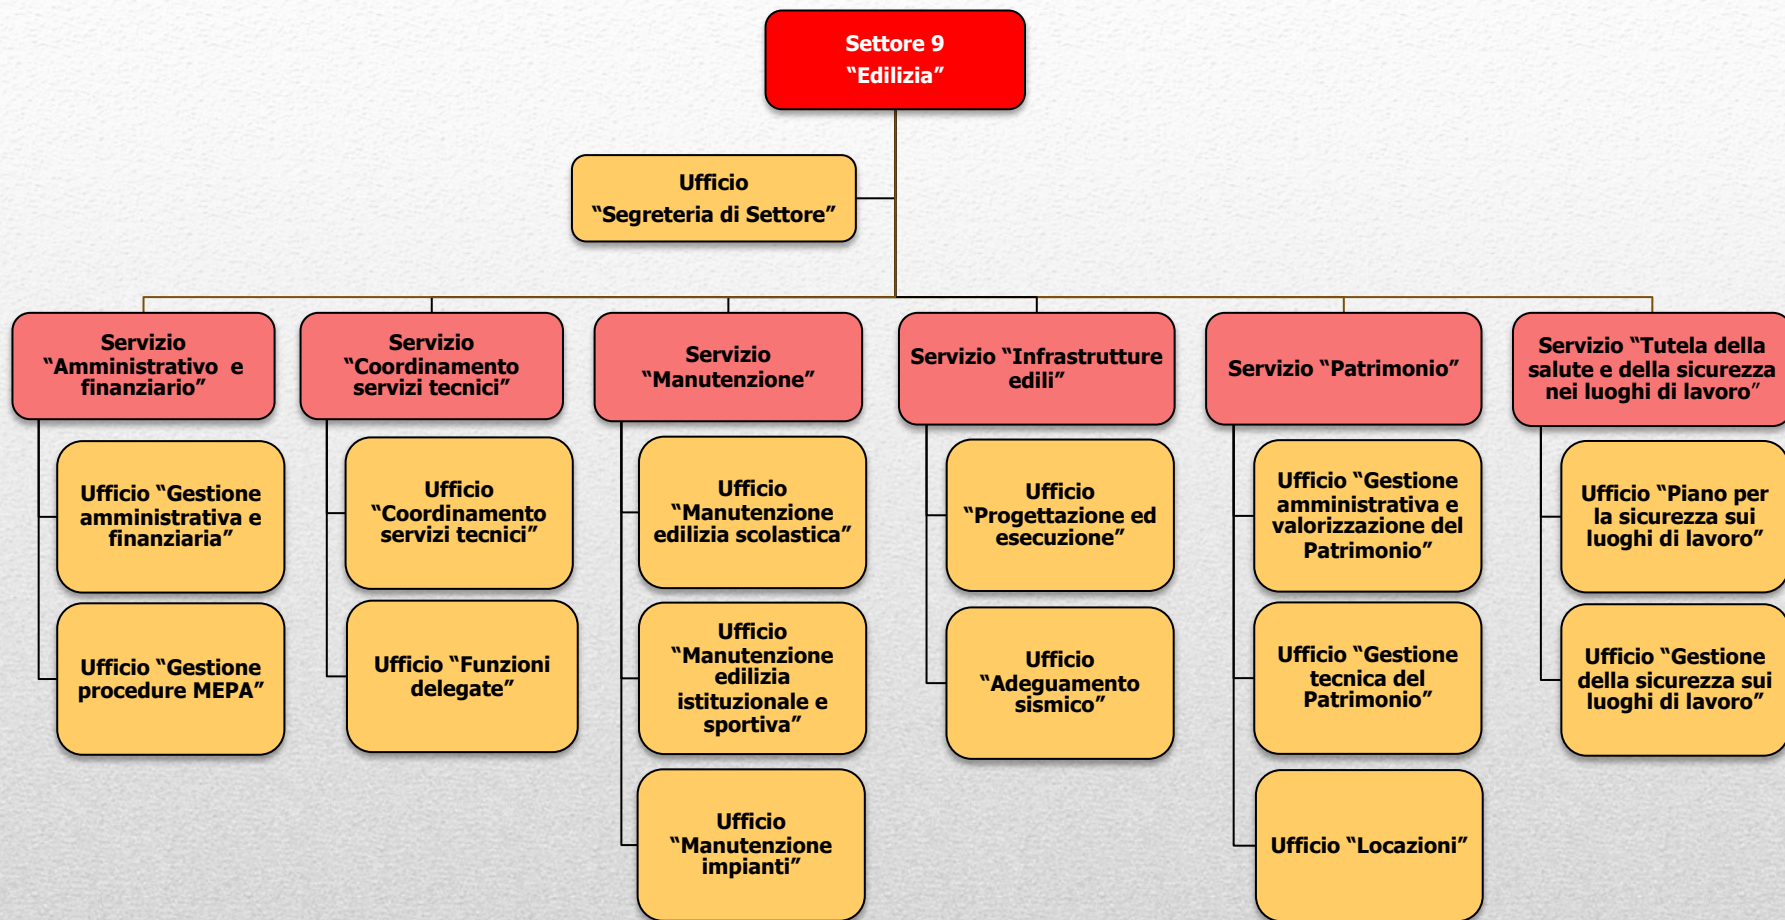 Settore 9
“Edilizia”
Ufficio
“Segreteria di Settore”
Servizio
“Amministrativo e
finanziario”
Servizio
“Coordinamento
servizi tecnici”
Servizio
“Manutenzione”
Servizio “Infrastrutture
edili”
Servizio “Patrimonio”
Servizio “Tutela della
salute e della sicurezza
nei luoghi di lavoro”
Ufficio “Gestione
amministrativa e
finanziaria”
Ufficio
“Coordinamento
servizi tecnici”
Ufficio
“Manutenzione
edilizia scolastica”
Ufficio
“Progettazione ed
esecuzione”
Ufficio “Gestione
amministrativa e
valorizzazione del
Patrimonio”
Ufficio “Piano per
la sicurezza sui
luoghi di lavoro”
Ufficio “Gestione
procedure MEPA”
Ufficio “Funzioni
delegate”
Ufficio
“Manutenzione
edilizia
istituzionale e
sportiva”
Ufficio
“Adeguamento
sismico”
Ufficio “Gestione
tecnica del
Patrimonio”
Ufficio “Gestione
della sicurezza sui
luoghi di lavoro”
Ufficio
“Manutenzione
impianti”
Ufficio “Locazioni”